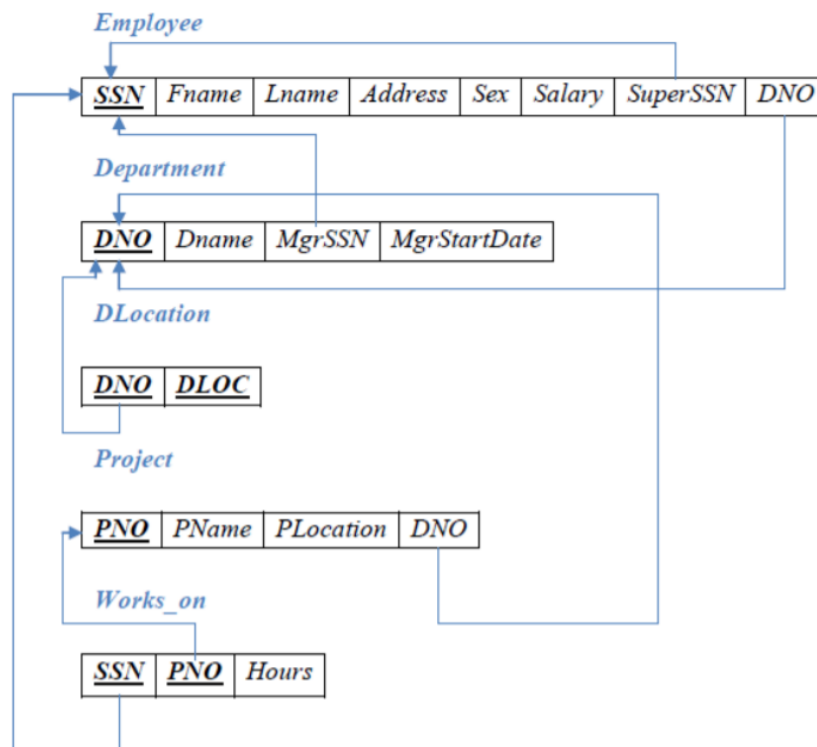 Employee
SSN Fname Lname Address Sex Salary SuperSSN DNO
Department
DNO Dname MgrSSN MgrStartDate
DLocation
DNO DLOC
Project
PNO PName PLocation DNO
Works_on
SSN PNO Hours